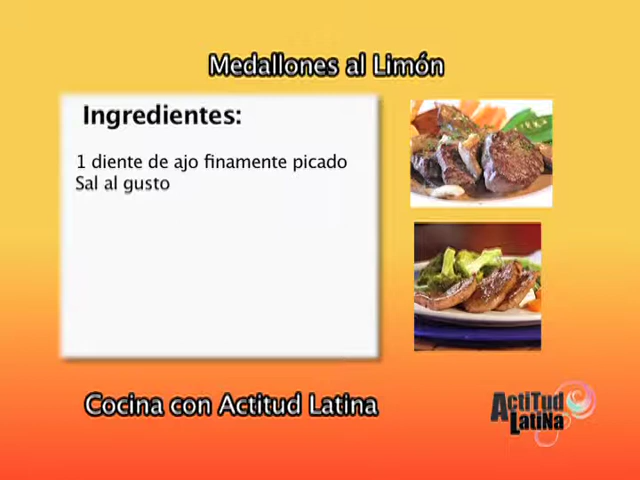 Medallones al Limón
Ingredientes:
1 diente de ajo finamente picado
Sal al gusto
Cocina con Actitud Latina
ActiTud
LatiNa